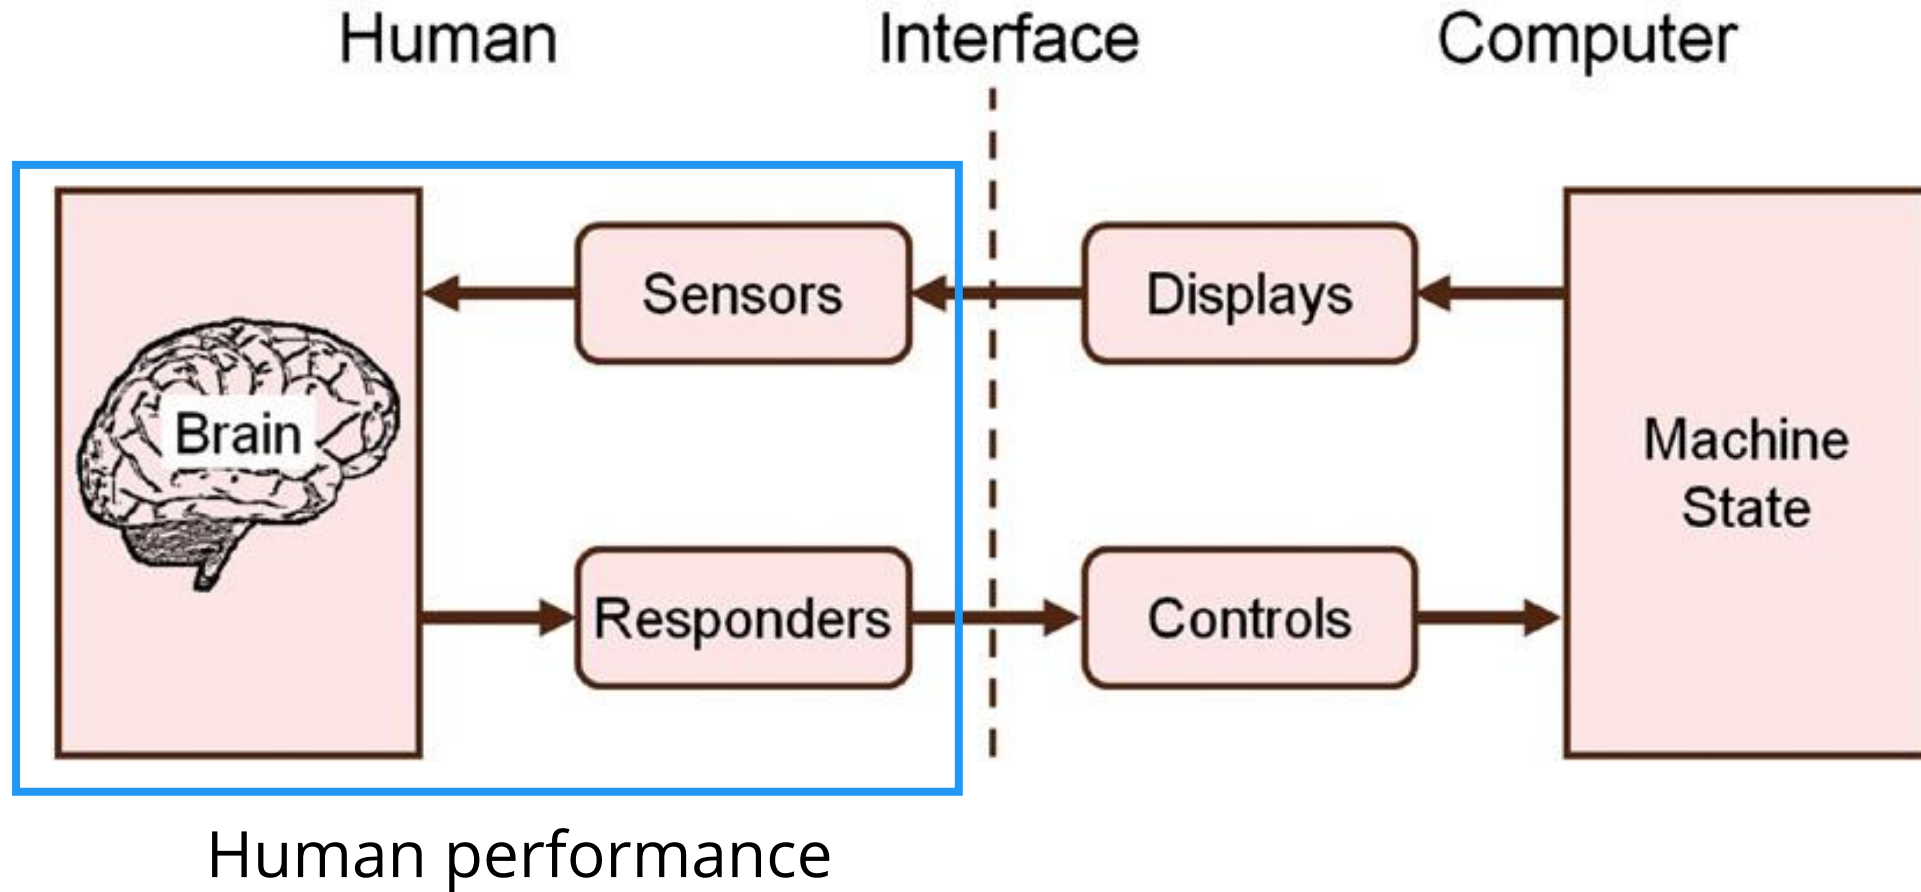 Human
Interface
Computer
Sensors
Displays
Brain
Machine
State
Responders
Controls
Human performance